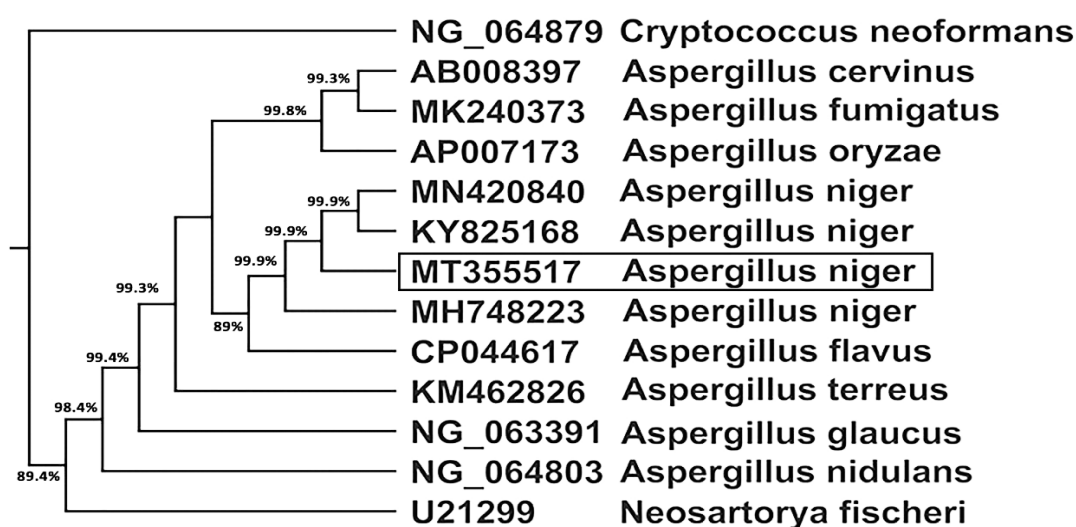 NG_064879 Cryptococcus neoformans
99.3% AB008397 Aspergillus cervinus
99.8% MK240373 Aspergillus fumigatus
AP007173 Aspergillus oryzae
99.9% MN420840 Aspergillus niger
99.9% KY825168 Aspergillus niger
99.9% MT355517 Aspergillus niger
99.3% MH748223 Aspergillus niger
89%
99.4% CP044617 Aspergillus flavus
KM462826 Aspergillus terreus
98.4%
NG_063391 Aspergillus glaucus
89.4% NG_064803 Aspergillus nidulans
U21299 Neosartorya fischeri